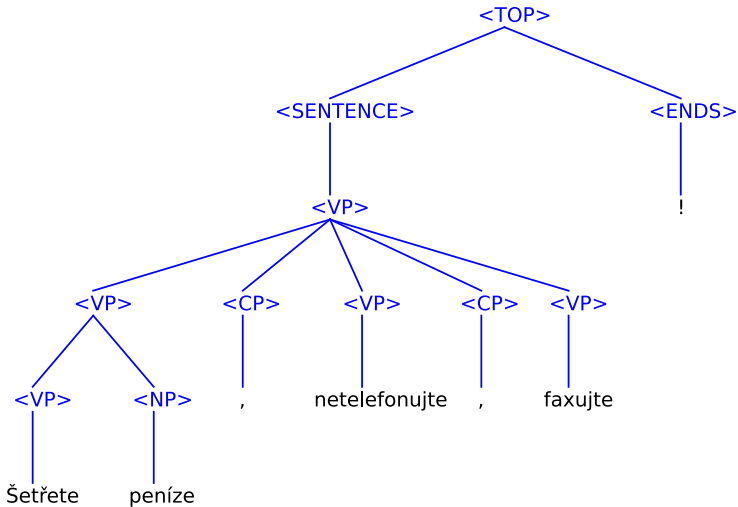 <TOP>
<SENTENCE> <ENDS>
<VP> !
<VP> <CP> <VP> <CP> <VP>
<VP> <NP> , netelefonujte , faxujte
Šetřete peníze